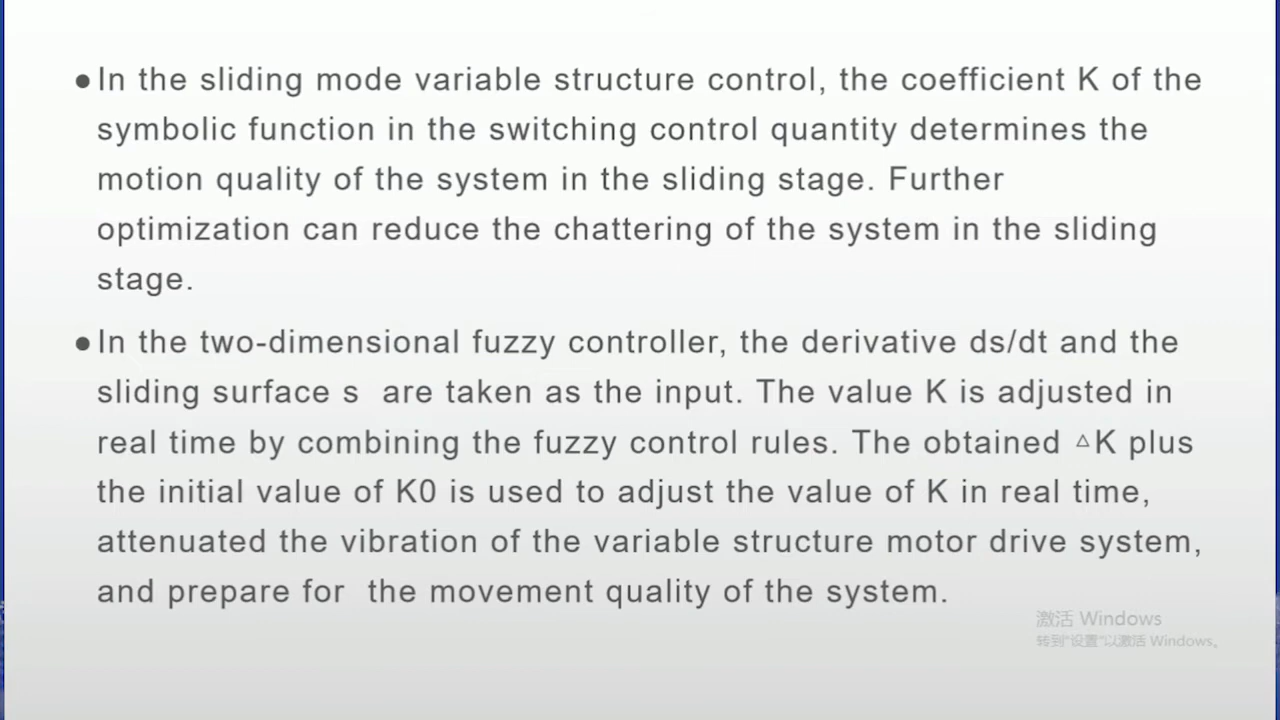 ●In the sliding mode variable structure control, the coefficient K of the
symbolic function in the switching control quantity determines the
motion quality of the system in the sliding stage. Further
optimization can reduce the chattering of the system in the sliding
stage.
●In the two-dimensional fuzzy controller, the derivative ds/dt and the
sliding surface s  are taken as the input. The value K is adjusted in
real time by combining the fuzzy control rules. The obtained △K plus
the initial value of K0 is used to adjust the value of K in real time,
attenuated the vibration of the variable structure motor drive system,
and prepare for  the movement quality of the system.
激活 Windows
转到“设置”以激活 Windows。